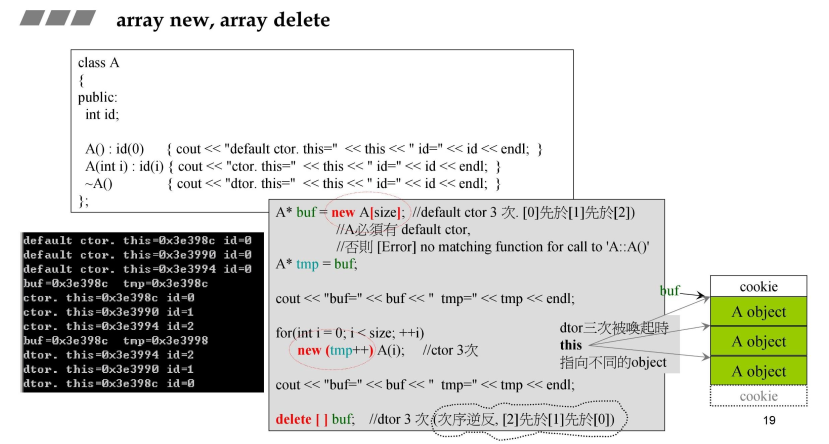 array new, array delete
class A
{
public:
int id;
A() : id(0) { cout << "default ctor. this=" << this << " id=" << id << endl; }
A(int i) : id(i) { cout << "ctor. this=" << this << " id=" << id << endl; }
~A() { cout << "dtor. this=" << this << " id=" << id << endl; }
};
default ctor. this=0x3e398c id=0
default ctor. this=0x3e3990 id=0
default ctor. this=0x3e3994 id=0
buf=0x3e398c tmp=0x3e398c
ctor. this=0x3e398c id=0
ctor. this=0x3e3990 id=1
ctor. this=0x3e3994 id=2
buf=0x3e398c tmp=0x3e3998
dtor. this=0x3e3994 id=2
dtor. this=0x3e3990 id=1
dtor. this=0x3e398c id=0
A* buf = new A[size]; //default ctor 3 次. [0]先於[1]先於[2])
//A必須有 default ctor,
//否則 [Error] no matching function for call to 'A::A()'
A* tmp = buf;
cout << "buf=" << buf << " tmp=" << tmp << endl;
for(int i = 0; i < size; ++i)
new (tmp++) A(i); //ctor 3次
cout << "buf=" << buf << " tmp=" << tmp << endl;
delete [ ] buf; //dtor 3 次 (次序逆反, [2]先於[1]先於[0])
dtor三次被喚起時
this
指向不同的object
buf
cookie
A object
A object
A object
cookie
19